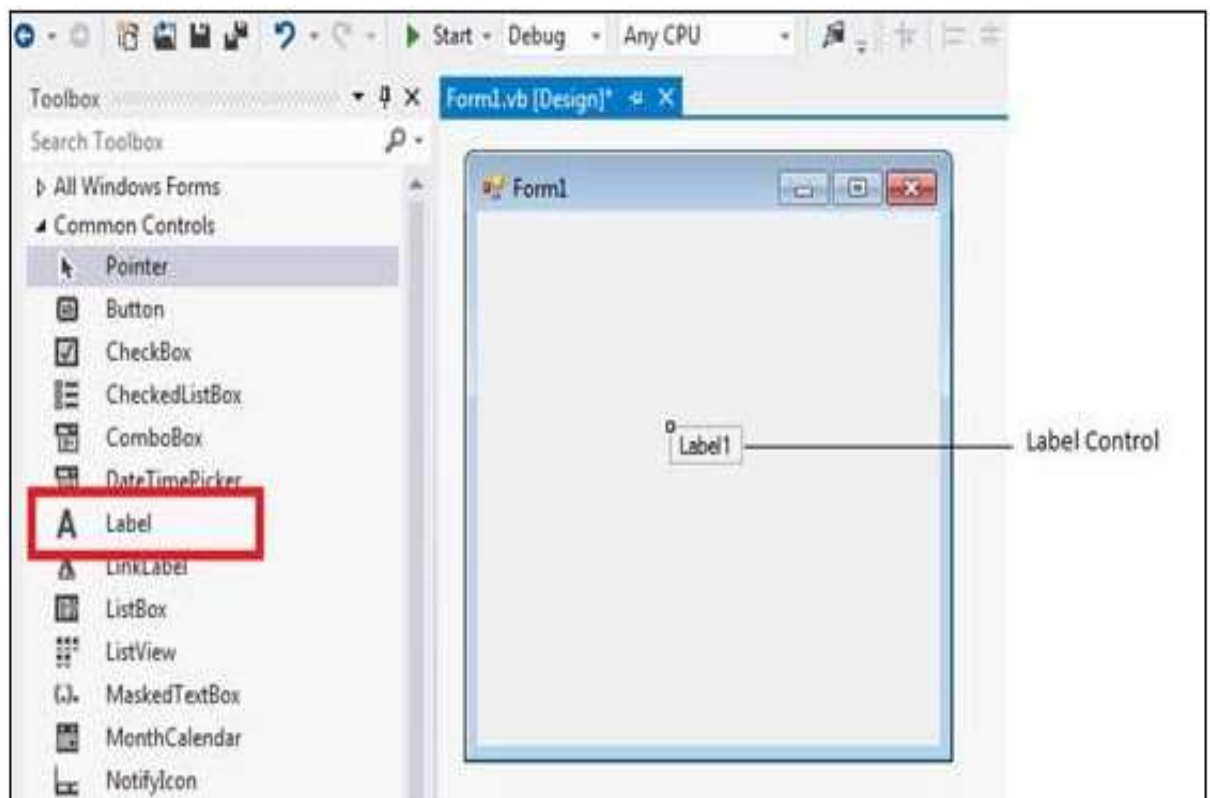 Start Debug Any CPU
Toolbox
Form1.vb [Design]*
Search Toolbox
All Windows Forms
Common Controls
Pointer
Button
CheckBox
CheckedListBox
ComboBox
DateTimePicker
A Label
LinkLabel
ListBox
ListView
MaskedTextBox
MonthCalendar
NotifyIcon
Form1
Label1
Label Control